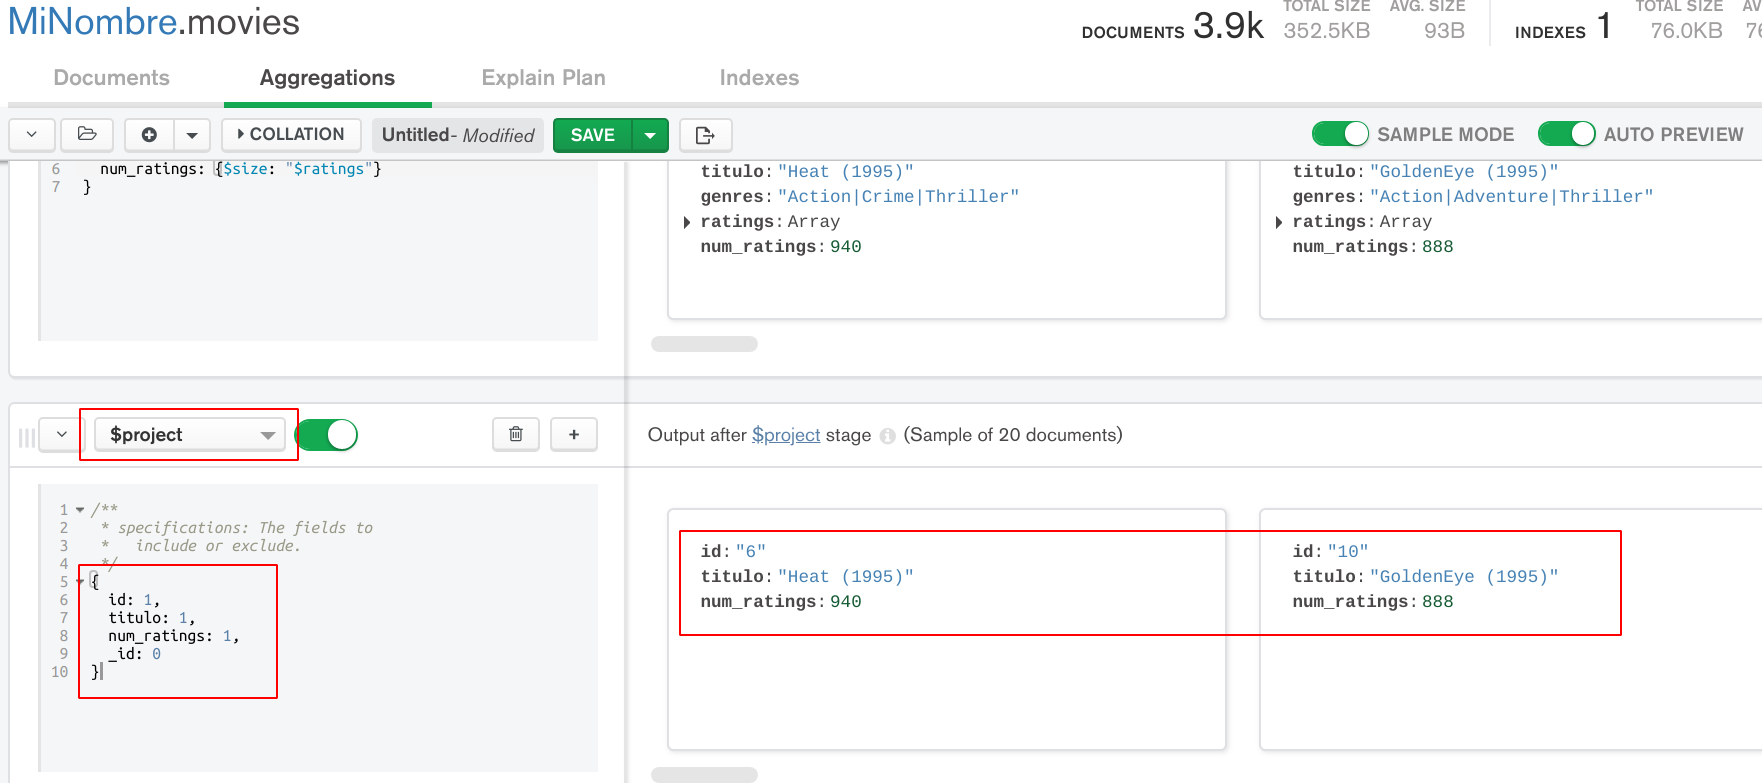 MiNombre.movies
DOCUMENTS 3.9k TOTAL SIZE 352.5KB AVG. SIZE 93B INDEXES 1 TOTAL SIZE 76.0KB
Documents Aggregations Explain Plan Indexes
COLLATION Untitled- Modified SAVE SAMPLE MODE AUTO PREVIEW
6 num_ratings: {$size: "$ratings"}
7 }
titulo: "Heat (1995)"
genres: "Action|Crime|Thriller"
ratings: Array
num_ratings: 940
titulo: "GoldenEye (1995)"
genres: "Action|Adventure|Thriller"
ratings: Array
num_ratings: 888
$project
Output after $project stage (Sample of 20 documents)
1 /**
2 * specifications: The fields to
3 * include or exclude.
4 */
5 {
6 id: 1,
7 titulo: 1,
8 num_ratings: 1,
9 _id: 0
10 }
id: "6"
titulo: "Heat (1995)"
num_ratings: 940
id: "10"
titulo: "GoldenEye (1995)"
num_ratings: 888